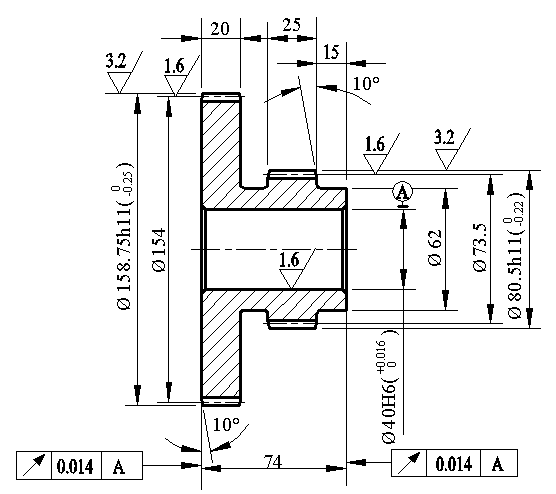 20
25
15
3.2
1.6
10°
1.6
3.2
A
Ø 158.75h11( 0 -0.25 )
Ø154
1.6
Ø 62
Ø 73.5
Ø 80.5h11( 0 -0.22 )
Ø40H6( +0.016 0 )
10°
74
0.014 A
0.014 A